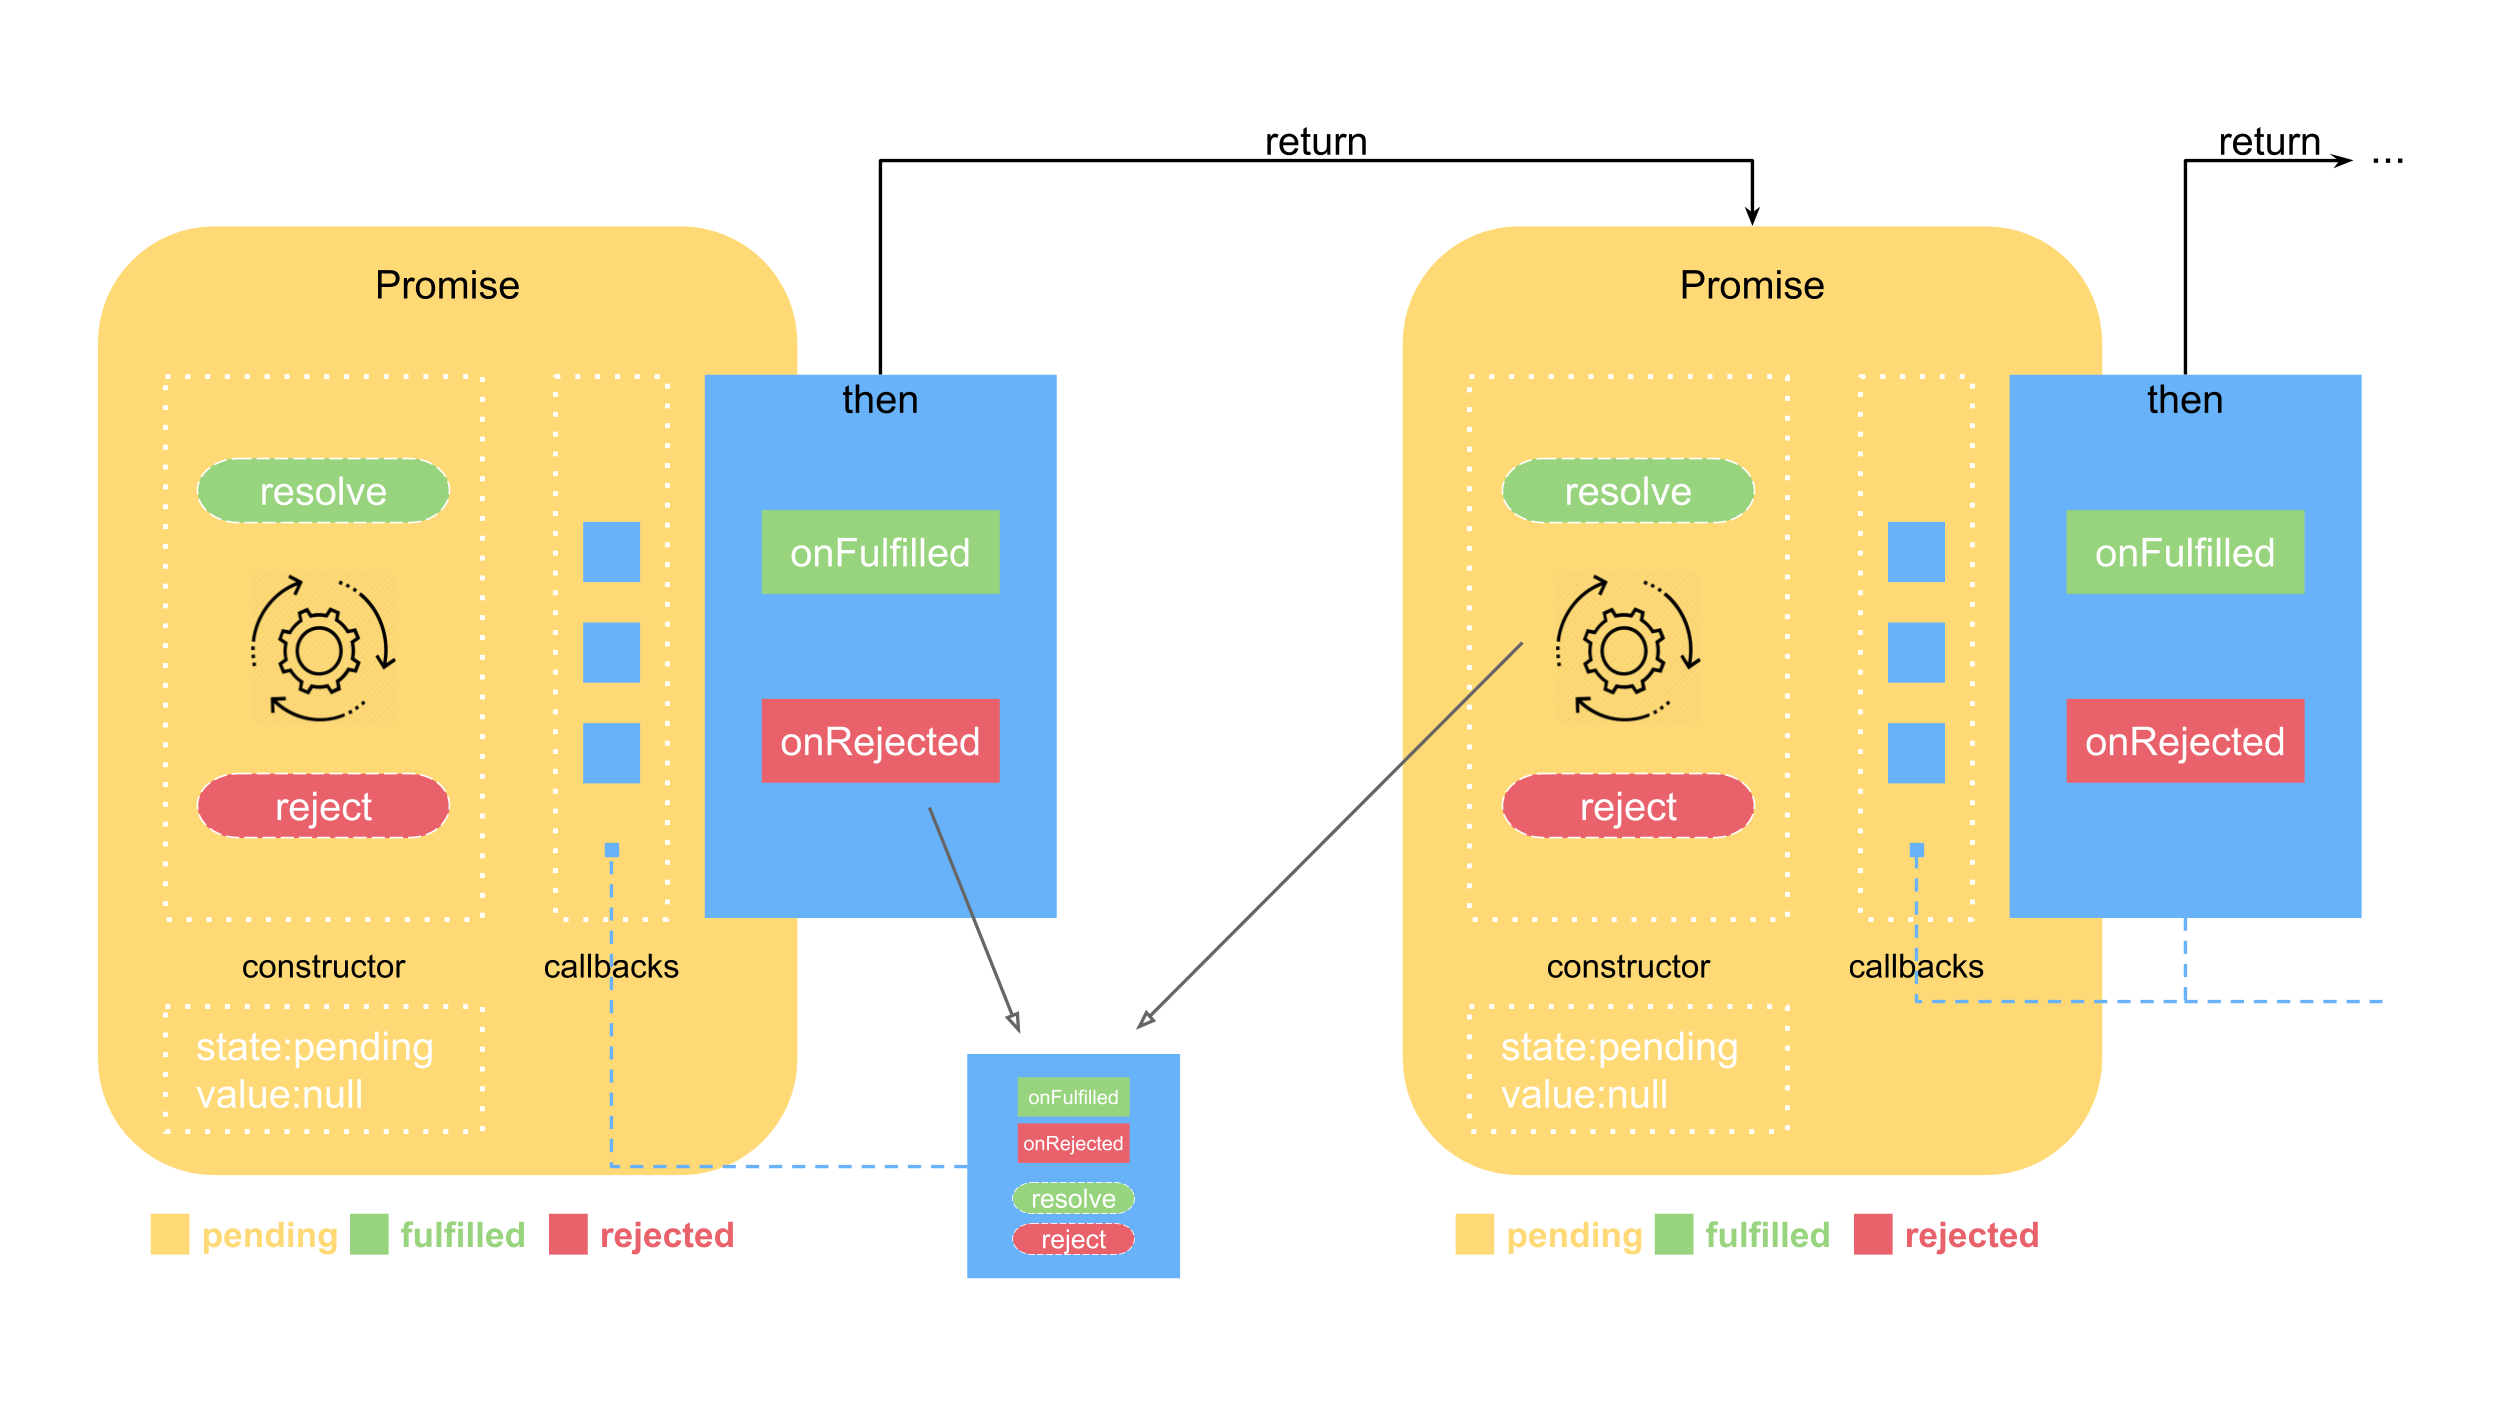 return
return
...
Promise
then
resolve
onFulfilled
onRejected
reject
constructor
callbacks
state:pending
value:null
pending
fulfilled
rejected
onFulfilled
onRejected
resolve
reject
Promise
then
resolve
onFulfilled
onRejected
reject
constructor
callbacks
state:pending
value:null
pending
fulfilled
rejected